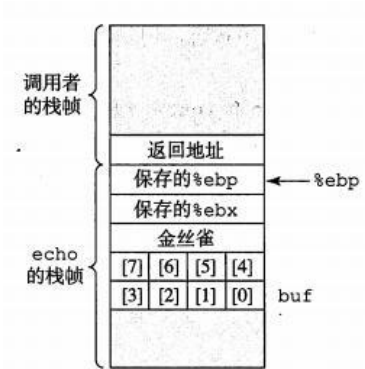 调用者
的栈帧
返回地址
保存的%ebp
%ebp
保存的%ebx
金丝雀
echo
的栈帧
[7] [6] [5] [4]
[3] [2] [1] [0]
buf